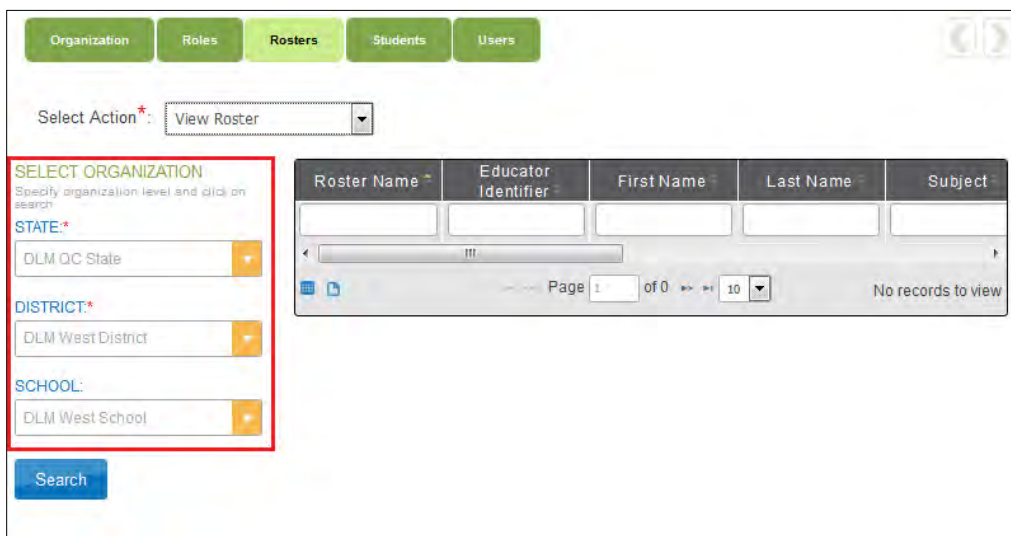 Organization Roles Rosters Students Users
Select Action*: View Roster
SELECT ORGANIZATION
Specify organization level and click on
search
STATE:*
DLM QC State
DISTRICT:*
DLM West District
SCHOOL:
DLM West School
Search
Roster Name Educator Identifier First Name Last Name Subject
Page 1 of 0 10 No records to view